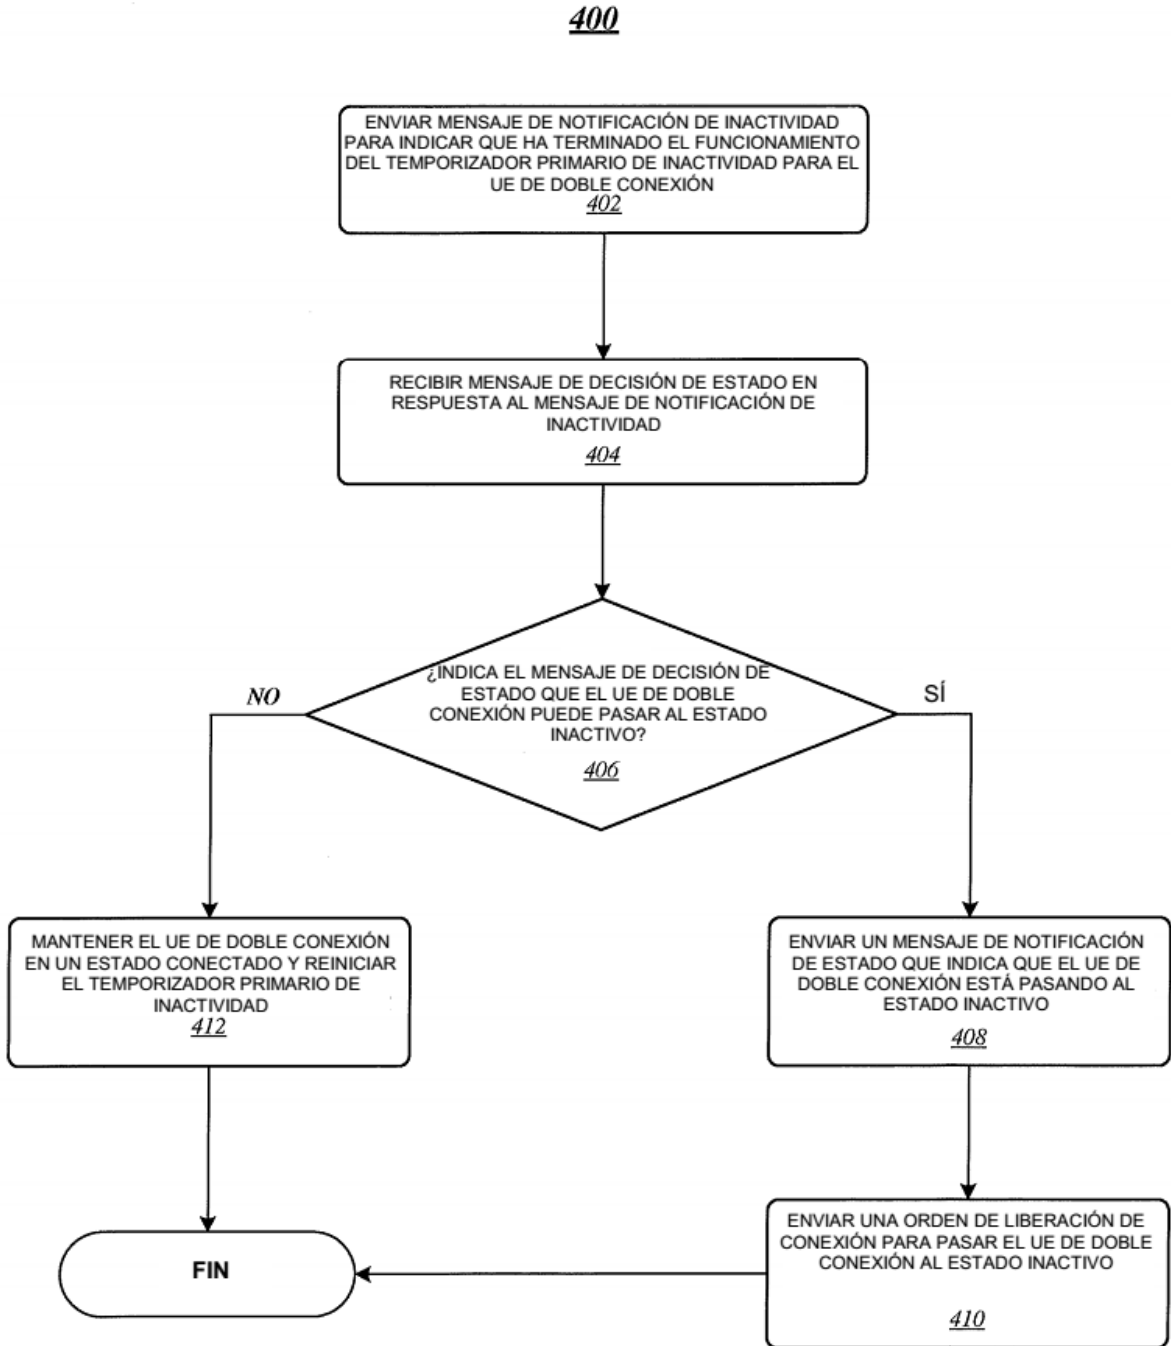 400
ENVIAR MENSAJE DE NOTIFICACIÓN DE INACTIVIDAD
PARA INDICAR QUE HA TERMINADO EL FUNCIONAMIENTO
DEL TEMPORIZADOR PRIMARIO DE INACTIVIDAD PARA EL
UE DE DOBLE CONEXIÓN
402
RECIBIR MENSAJE DE DECISIÓN DE ESTADO EN
RESPUESTA AL MENSAJE DE NOTIFICACIÓN DE
INACTIVIDAD
404
¿INDICA EL MENSAJE DE DECISIÓN DE
ESTADO QUE EL UE DE DOBLE
CONEXIÓN PUEDE PASAR AL ESTADO
INACTIVO?
406
NO
SÍ
MANTENER EL UE DE DOBLE CONEXIÓN
EN UN ESTADO CONECTADO Y REINICIAR
EL TEMPORIZADOR PRIMARIO DE
INACTIVIDAD
412
ENVIAR UN MENSAJE DE NOTIFICACIÓN
DE ESTADO QUE INDICA QUE EL UE DE
DOBLE CONEXIÓN ESTÁ PASANDO AL
ESTADO INACTIVO
408
ENVIAR UNA ORDEN DE LIBERACIÓN DE
CONEXIÓN PARA PASAR EL UE DE DOBLE
CONEXIÓN AL ESTADO INACTIVO
410
FIN